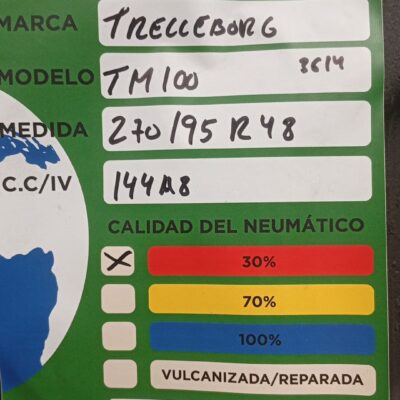 MARCA TRELLEBORG
MODELO TM100 3614
MEDIDA 270/95 R48
C.C/IV 144A8
CALIDAD DEL NEUMÁTICO
X 30%
70%
100%
VULCANIZADA/REPARADA